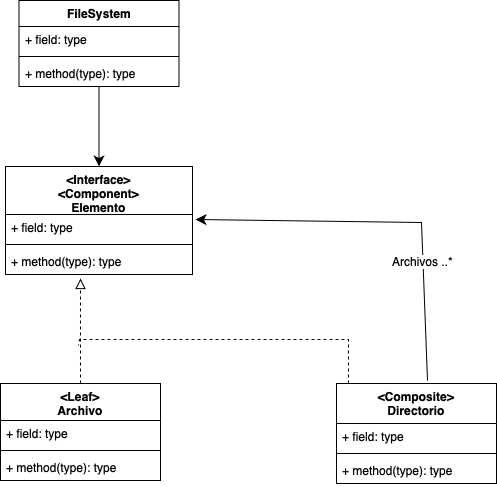 FileSystem
+ field: type
+ method(type): type
<Interface>
<Component>
Elemento
+ field: type
+ method(type): type
Archivos ..*
<Leaf>
Archivo
+ field: type
+ method(type): type
<Composite>
Directorio
+ field: type
+ method(type): type